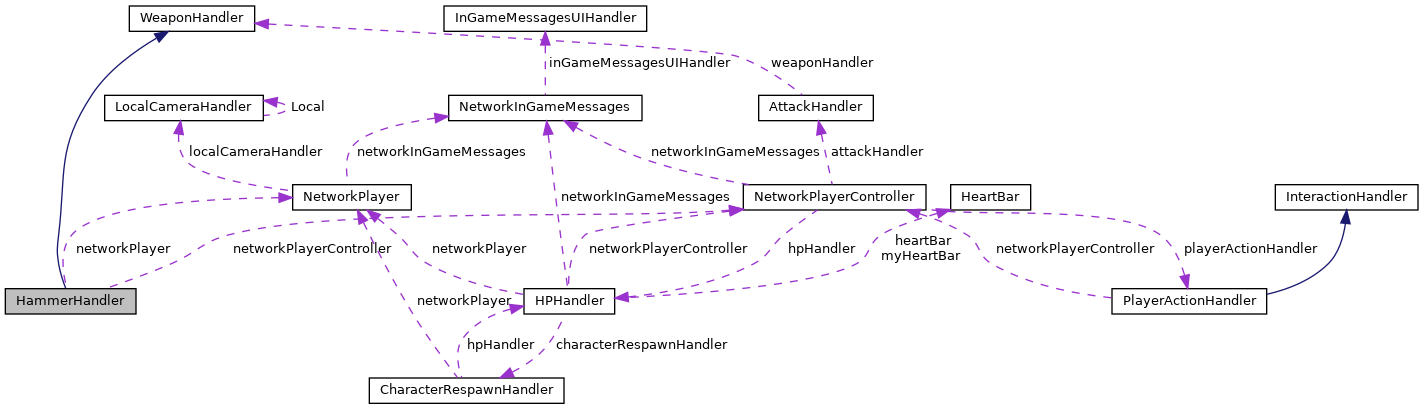 WeaponHandler
InGameMessagesUIHandler
inGameMessagesUIHandler
weaponHandler
LocalCameraHandler
Local
NetworkInGameMessages
AttackHandler
localCameraHandler
networkInGameMessages
networkInGameMessages
attackHandler
NetworkPlayer
networkInGameMessages
NetworkPlayerController
HeartBar
InteractionHandler
networkPlayer
networkPlayerController
networkPlayer
networkPlayerController
hpHandler
heartBar
myHeartBar
networkPlayerController
playerActionHandler
HammerHandler
networkPlayer
HPHandler
PlayerActionHandler
hpHandler
characterRespawnHandler
CharacterRespawnHandler